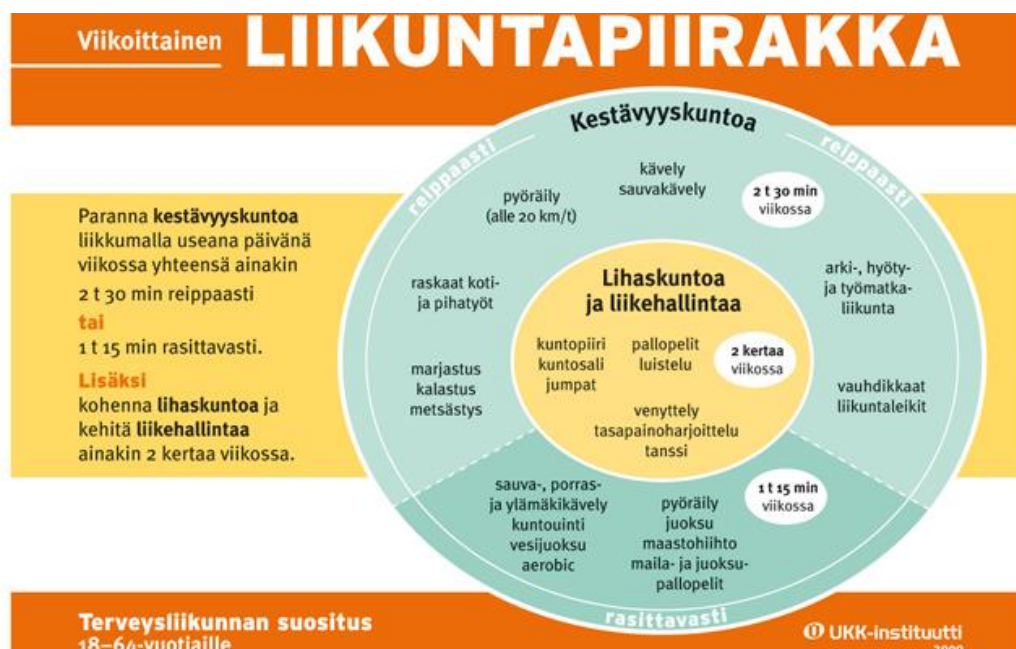 Viikoittainen LIIKUNTAPIIRAKKA
Paranna kestävyyskuntoa
liikkumalla useana päivänä
viikossa yhteensä ainakin
2 t 30 min reippaasti
tai
1 t 15 min rasittavasti.
Lisäksi
kohenna lihaskuntoa ja
kehitä liikehallintaa
ainakin 2 kertaa viikossa.
Kestävyyskuntoa
reippaasti
reippaasti
kävely
sauvakävely
pyöräily
(alle 20 km/t)
2 t 30 min
viikossa
raskaat koti-
ja pihatyöt
arki-, hyöty-
ja työmatka-
liikunta
marjastus
kalastus
metsästys
vauhdikkaat
liikuntaleikit
Lihaskuntoa
ja liikehallintaa
kuntopiiri
kuntosali
jumpat
pallopelit
luistelu
2 kertaa
viikossa
venyttely
tasapainoharjoittelu
tanssi
sauva-, porras-
ja ylämäkikävely
kuntouinti
vesijuoksu
aerobic
pyöräily
juoksu
maastohiihto
maila- ja juoksu-
pallopelit
1 t 15 min
viikossa
rasittavasti
Terveysliikunnan suositus
18–64-vuotiaille
UKK-instituutti
2009